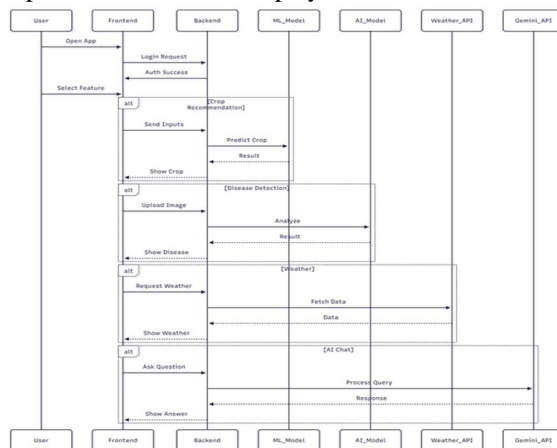 User Frontend Backend ML_Model AI_Model Weather_API Gemini_API
Open App
Login Request
Auth Success
Select Feature
alt [Crop
Recommendation]
Send Inputs
Predict Crop
Result
Show Crop
alt [Disease Detection]
Upload Image
Analyze
Result
Show Disease
alt [Weather]
Request Weather
Fetch Data
Data
Show Weather
alt [AI Chat]
Ask Question
Process Query
Response
Show Answer
User Frontend Backend ML_Model AI_Model Weather_API Gemini_API